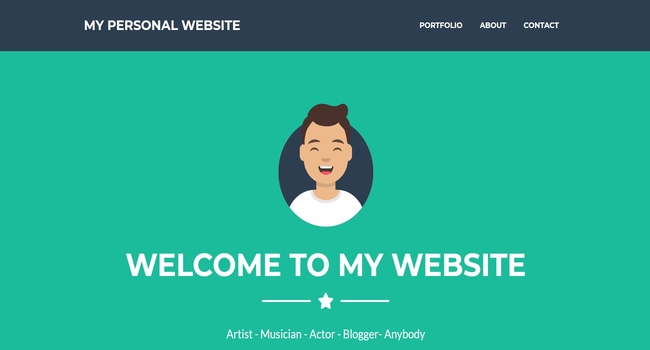 MY PERSONAL WEBSITE PORTFOLIO ABOUT CONTACT
WELCOME TO MY WEBSITE
Artist - Musician - Actor - Blogger- Anybody